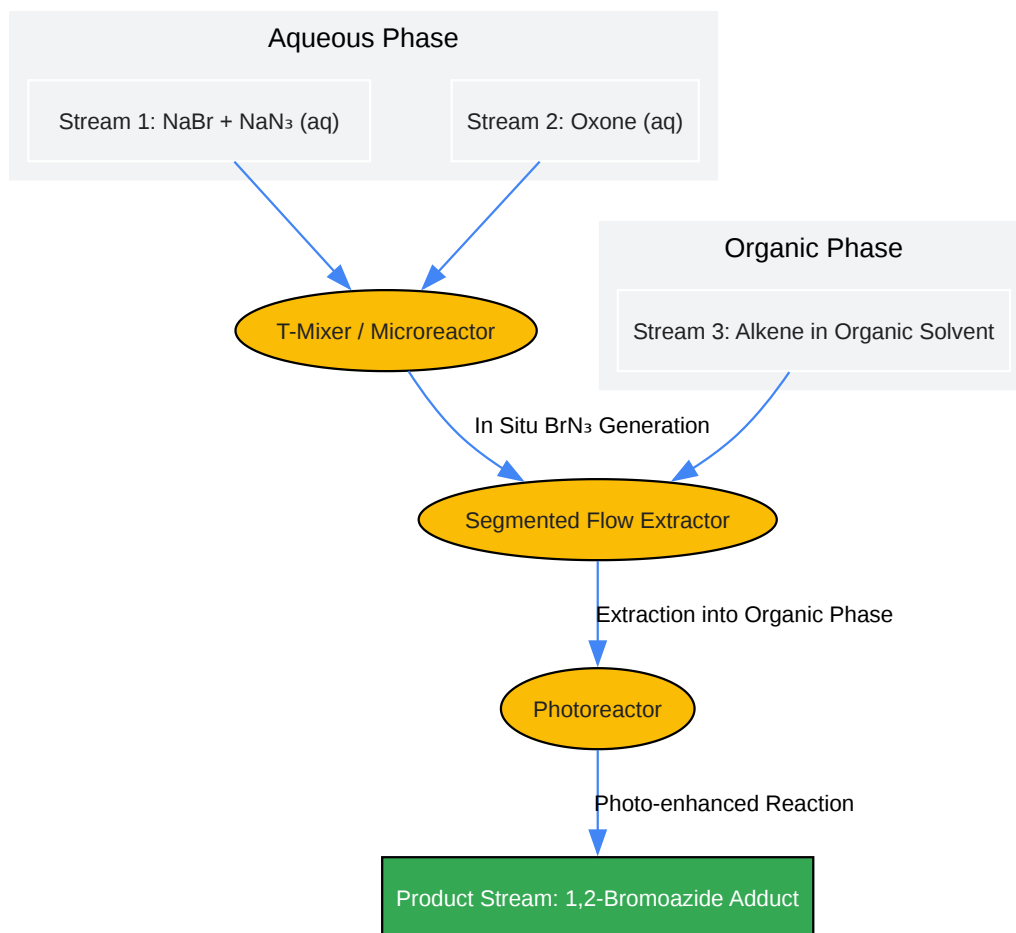 Aqueous Phase
Stream 1: NaBr + NaN₃ (aq)
Stream 2: Oxone (aq)
Organic Phase
T-Mixer / Microreactor
Stream 3: Alkene in Organic Solvent
In Situ BrN₃ Generation
Segmented Flow Extractor
Extraction into Organic Phase
Photoreactor
Photo-enhanced Reaction
Product Stream: 1,2-Bromoazide Adduct